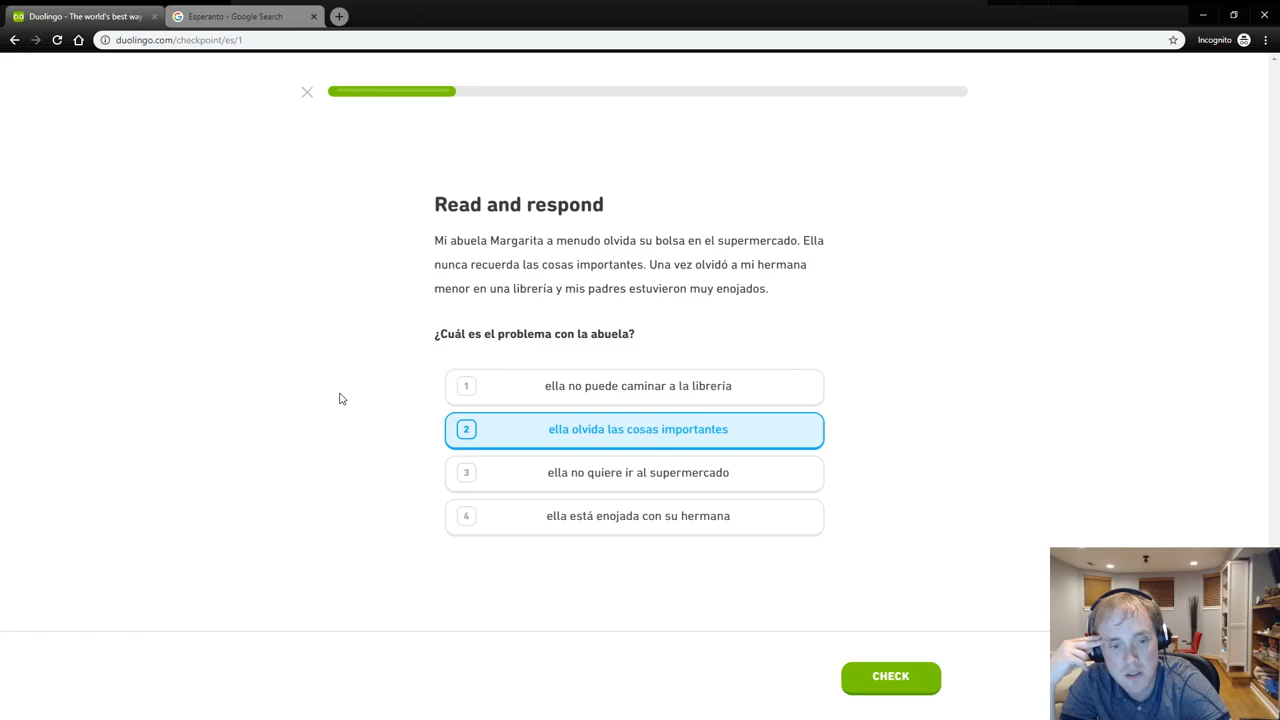 Duolingo - The world's best way
Esperanto - Google Search
duolingo.com/checkpoint/es/1
Incognito
Read and respond
Mi abuela Margarita a menudo olvida su bolsa en el supermercado. Ella
nunca recuerda las cosas importantes. Una vez olvidó a mi hermana
menor en una librería y mis padres estuvieron muy enojados.
¿Cuál es el problema con la abuela?
1 ella no puede caminar a la librería
2 ella olvida las cosas importantes
3 ella no quiere ir al supermercado
4 ella está enojada con su hermana
CHECK